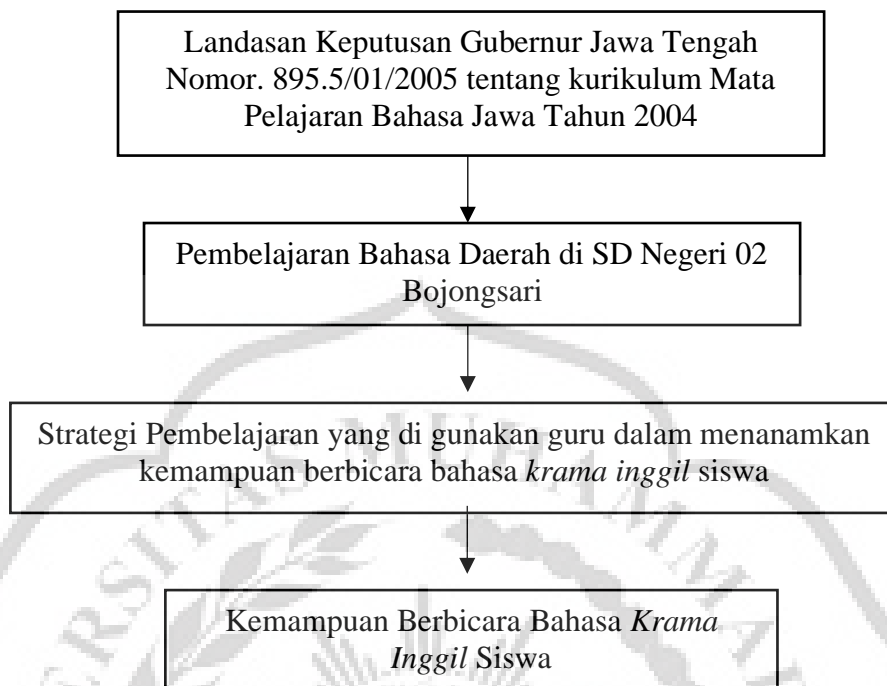 Landasan Keputusan Gubernur Jawa Tengah
Nomor. 895.5/01/2005 tentang kurikulum Mata
Pelajaran Bahasa Jawa Tahun 2004
Pembelajaran Bahasa Daerah di SD Negeri 02
Bojongsari
Strategi Pembelajaran yang di gunakan guru dalam menanamkan
kemampuan berbicara bahasa krama inggil siswa
Kemampuan Berbicara Bahasa Krama
Inggil Siswa